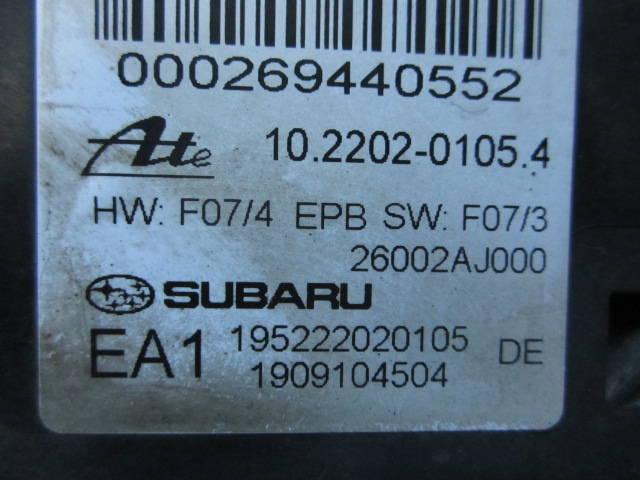 000269440552
Ate 10.2202-0105.4
HW: F07/4 EPB SW: F07/3
26002AJ000
SUBARU
EA1 195222020105 DE
1909104504